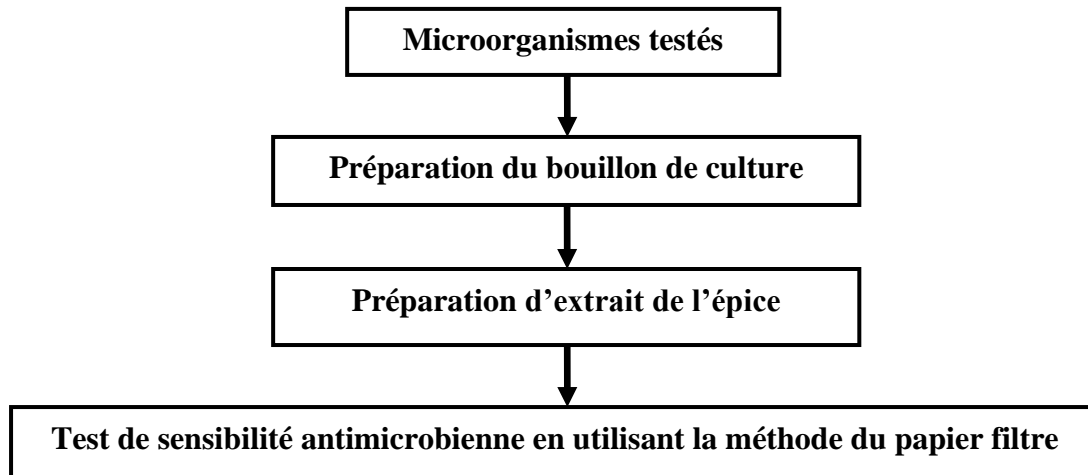 Microorganismes testés
Préparation du bouillon de culture
Préparation d’extrait de l’épice
Test de sensibilité antimicrobienne en utilisant la méthode du papier filtre